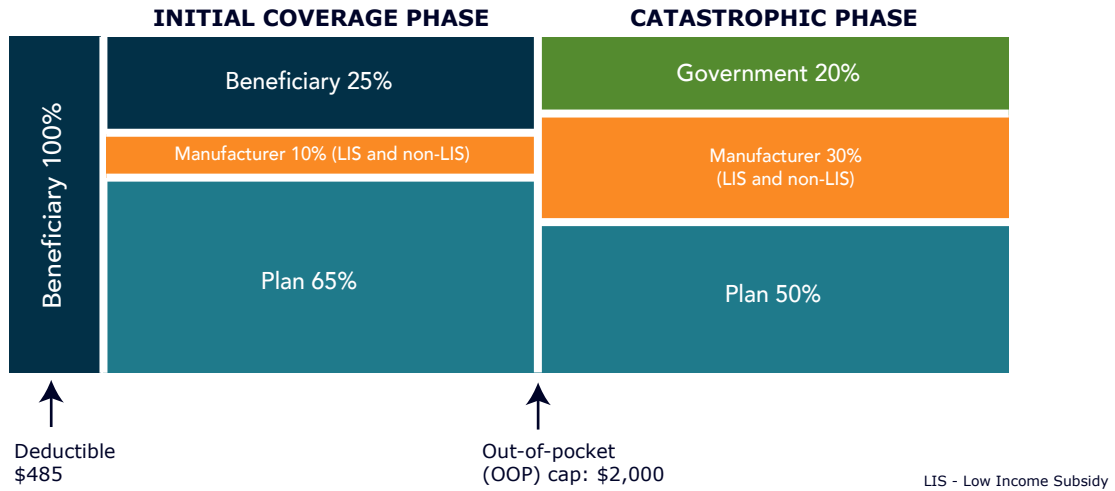 INITIAL COVERAGE PHASE
CATASTROPHIC PHASE
Beneficiary 100%
Beneficiary 25%
Manufacturer 10% (LIS and non-LIS)
Plan 65%
Government 20%
Manufacturer 30%
(LIS and non-LIS)
Plan 50%
Deductible
$485
Out-of-pocket
(OOP) cap: $2,000
LIS - Low Income Subsidy